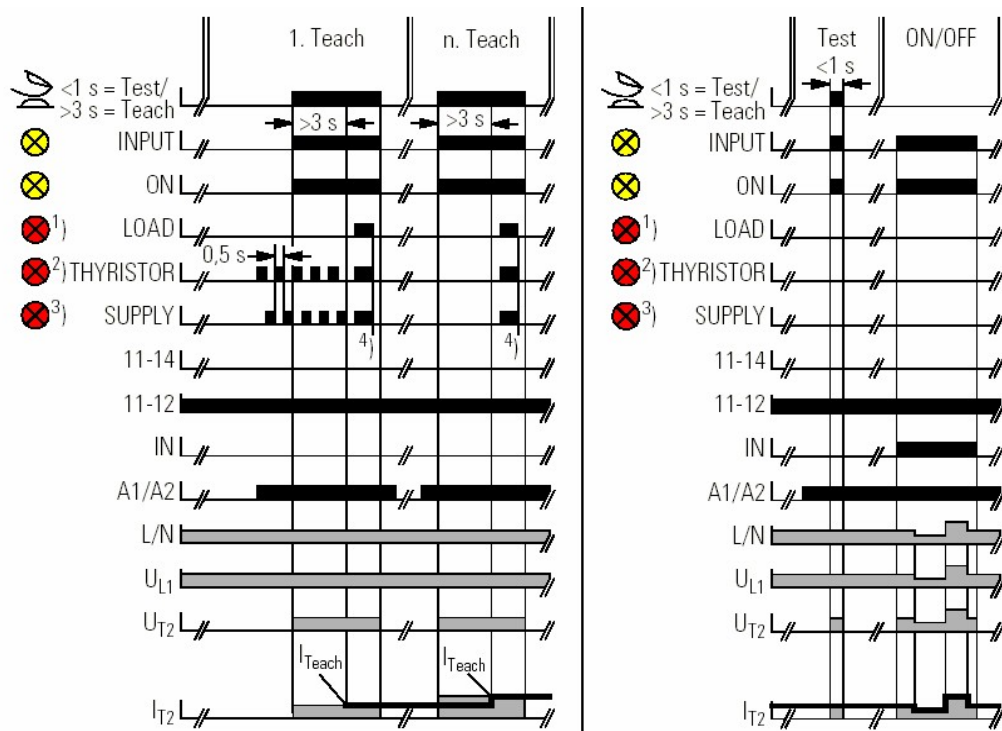 1. Teach
n. Teach
<1 s = Test/
>3 s = Teach
>3 s
>3 s
INPUT
ON
1) LOAD
0,5 s
2) THYRISTOR
3) SUPPLY
4)
4)
11-14
11-12
IN
A1/A2
L/N
UL1
UT2
ITeach
ITeach
IT2
Test
ON/OFF
<1 s
<1 s = Test/
>3 s = Teach
INPUT
ON
1) LOAD
2) THYRISTOR
3) SUPPLY
11-14
11-12
IN
A1/A2
L/N
UL1
UT2
IT2